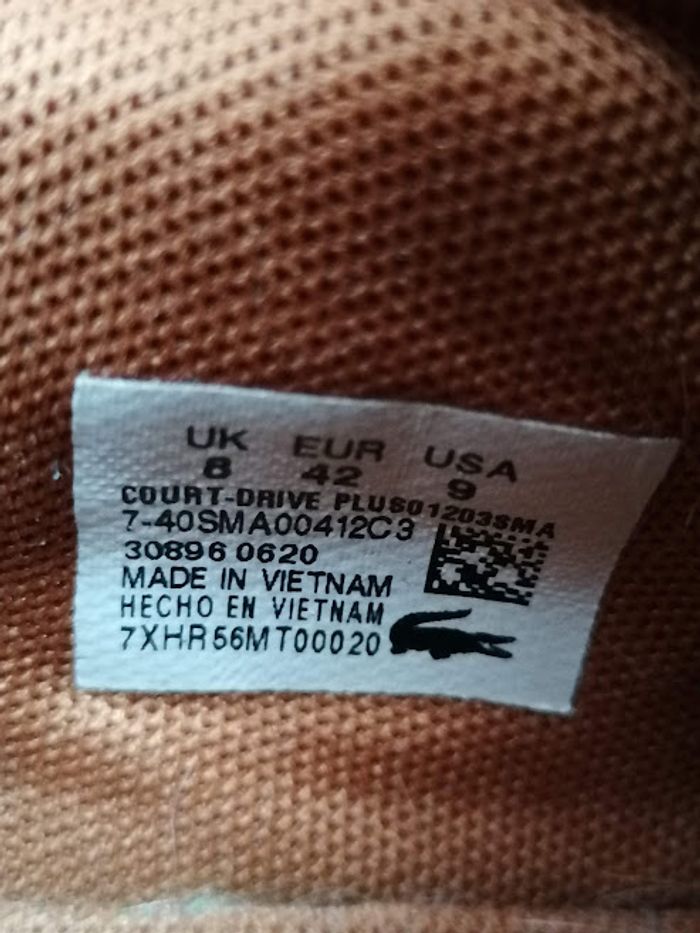 UK EUR USA
8 42 9
COURT-DRIVE PLUS01203SMA
7-40SMA00412C3
30896 0620
MADE IN VIETNAM
HECHO EN VIETNAM
7XHR56MT00020